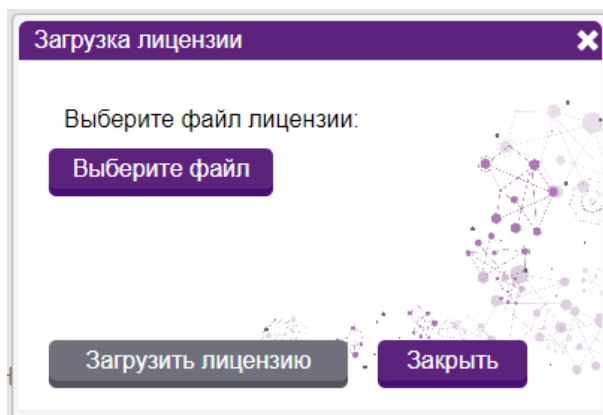 Загрузка лицензии
Выберите файл лицензии:
Выберите файл
Загрузить лицензию
Закрыть